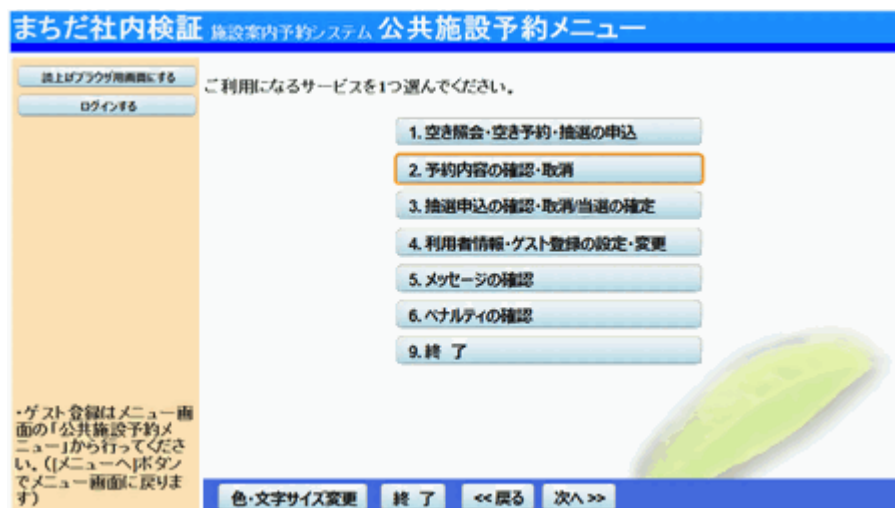 まちだ社内検証 施設案内予約システム 公共施設予約メニュー
読上げブラウザ用画面にする
ログインする
ご利用になるサービスを1つ選んでください。
1. 空き照会・空き予約・抽選の申込
2. 予約内容の確認・取消
3. 抽選申込の確認・取消/当選の確定
4. 利用者情報・ゲスト登録の設定・変更
5. メッセージの確認
6. ペナルティの確認
9. 終 了
・ゲスト登録はメニュー画
面の「公共施設予約メ
ニュー」から行ってくださ
い。([メニューへ]ボタン
でメニュー画面に戻りま
す)
色・文字サイズ変更 終 了 << 戻る 次へ >>